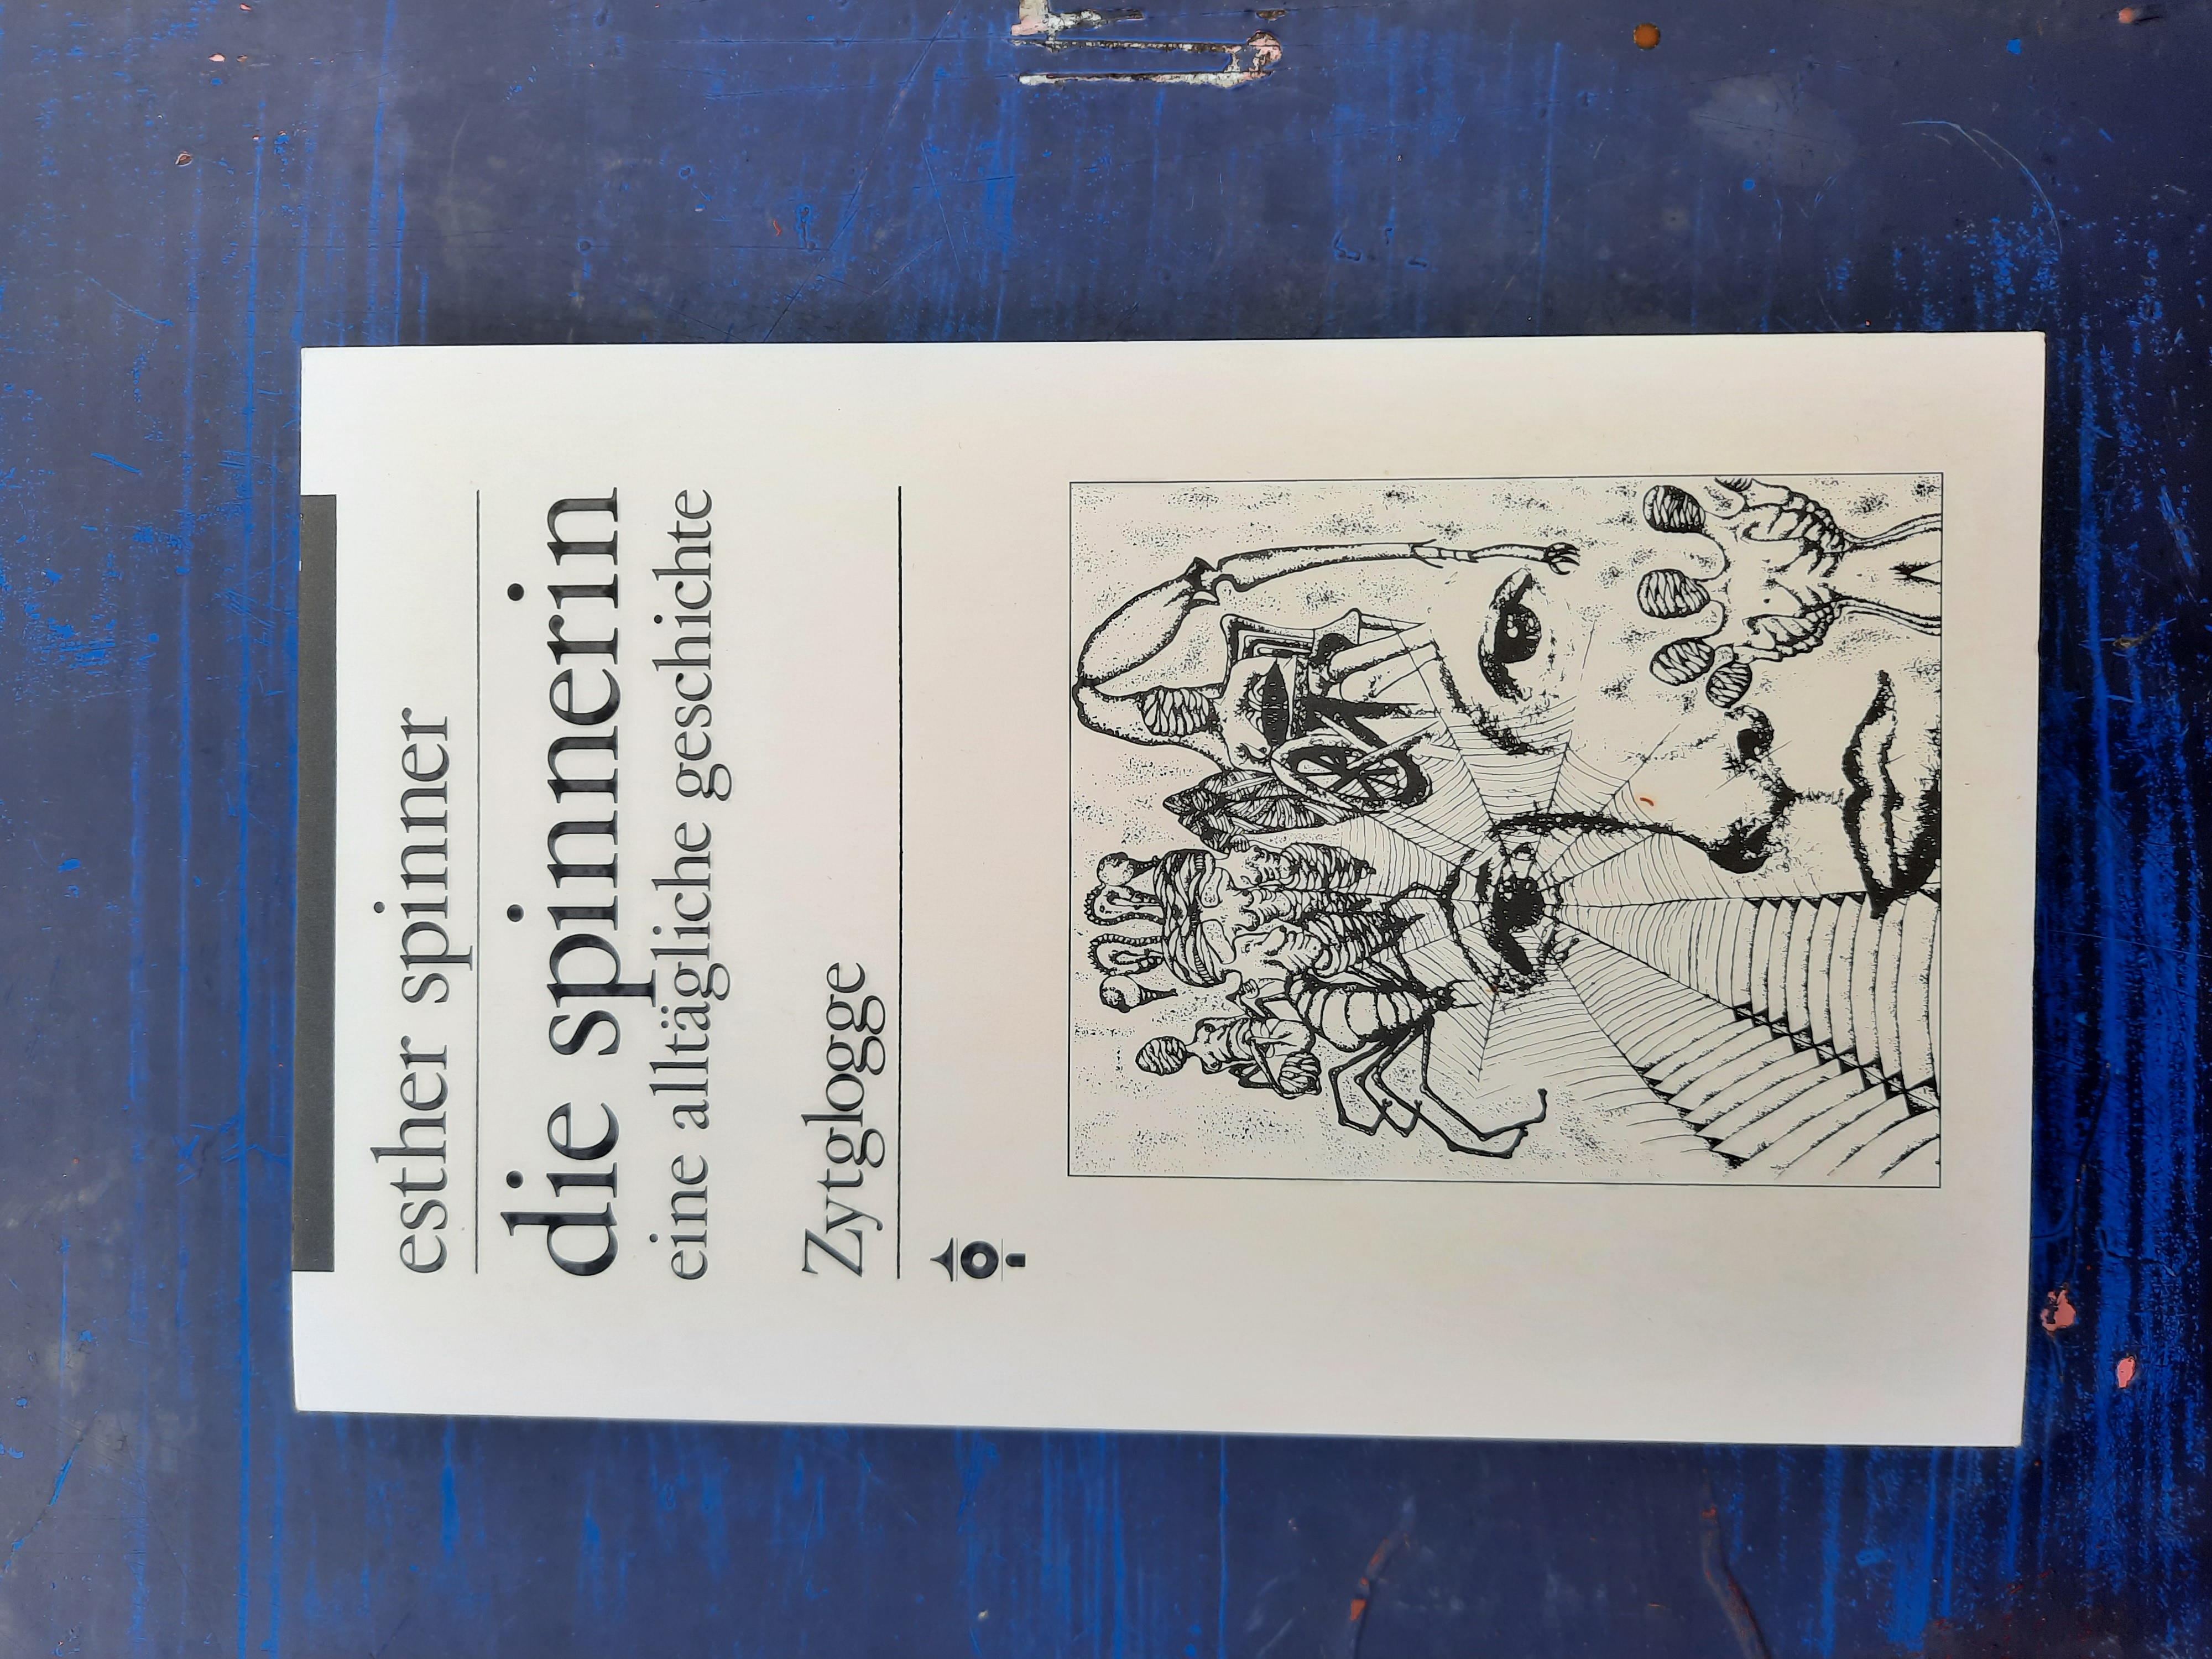 esther spinner
die spinnerin
eine alltägliche geschichte
Zytglogge